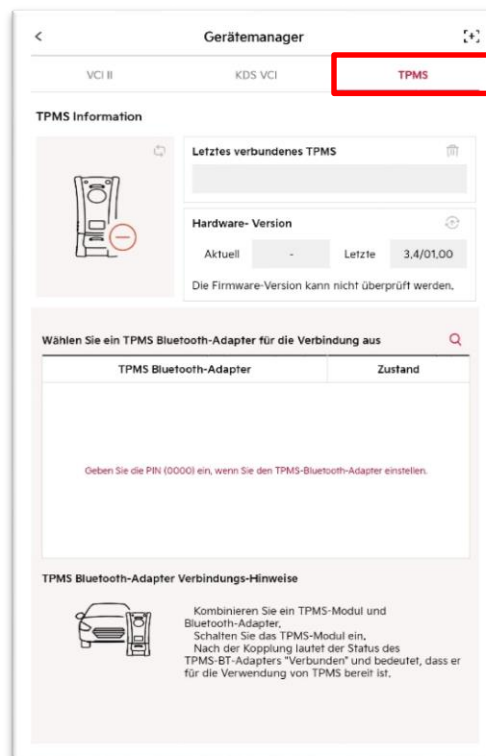 Gerätemanager
VCI II KDS VCI TPMS
TPMS Information
Letztes verbundenes TPMS
Hardware- Version
Aktuell - Letzte 3,4/01,00
Die Firmware-Version kann nicht überprüft werden.
Wählen Sie ein TPMS Bluetooth-Adapter für die Verbindung aus
TPMS Bluetooth-Adapter Zustand
Geben Sie die PIN (0000) ein, wenn Sie den TPMS-Bluetooth-Adapter einstellen.
TPMS Bluetooth-Adapter Verbindungs-Hinweise
Kombinieren Sie ein TPMS-Modul und
Bluetooth-Adapter,
Schalten Sie das TPMS-Modul ein,
Nach der Kopplung lautet der Status des
TPMS-BT-Adapters "Verbunden" und bedeutet, dass er
für die Verwendung von TPMS bereit ist,